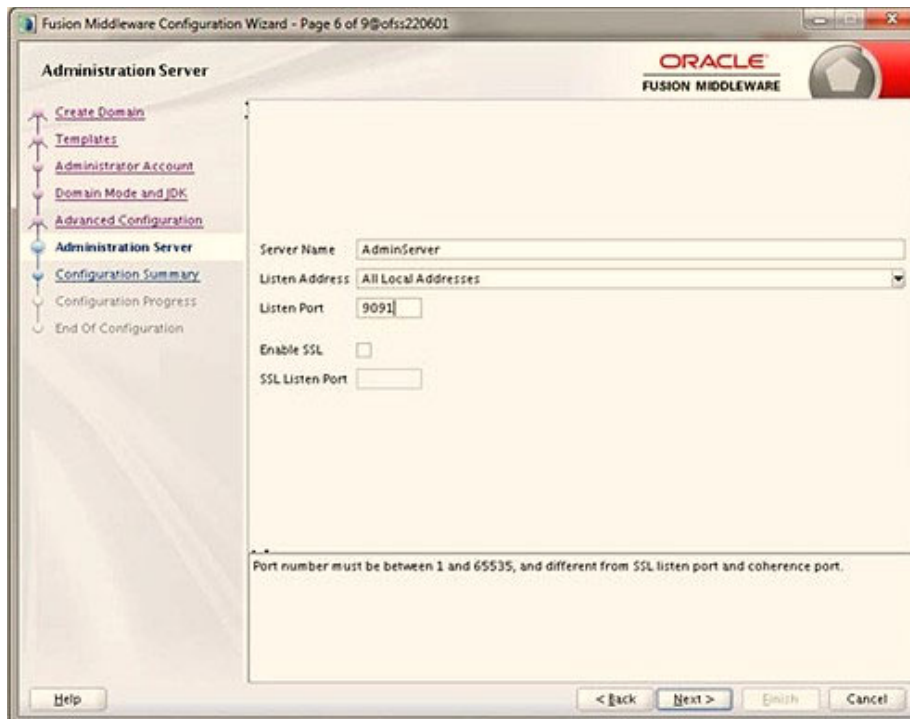 Fusion Middleware Configuration Wizard - Page 6 of 9@ofss220601
Administration Server
ORACLE
FUSION MIDDLEWARE
Create Domain
Templates
Administrator Account
Domain Mode and JDK
Advanced Configuration
Administration Server
Configuration Summary
Configuration Progress
End Of Configuration
Server Name AdminServer
Listen Address All Local Addresses
Listen Port 9091
Enable SSL
SSL Listen Port
Port number must be between 1 and 65535, and different from SSL listen port and coherence port.
Help
< Back Next > Finish Cancel